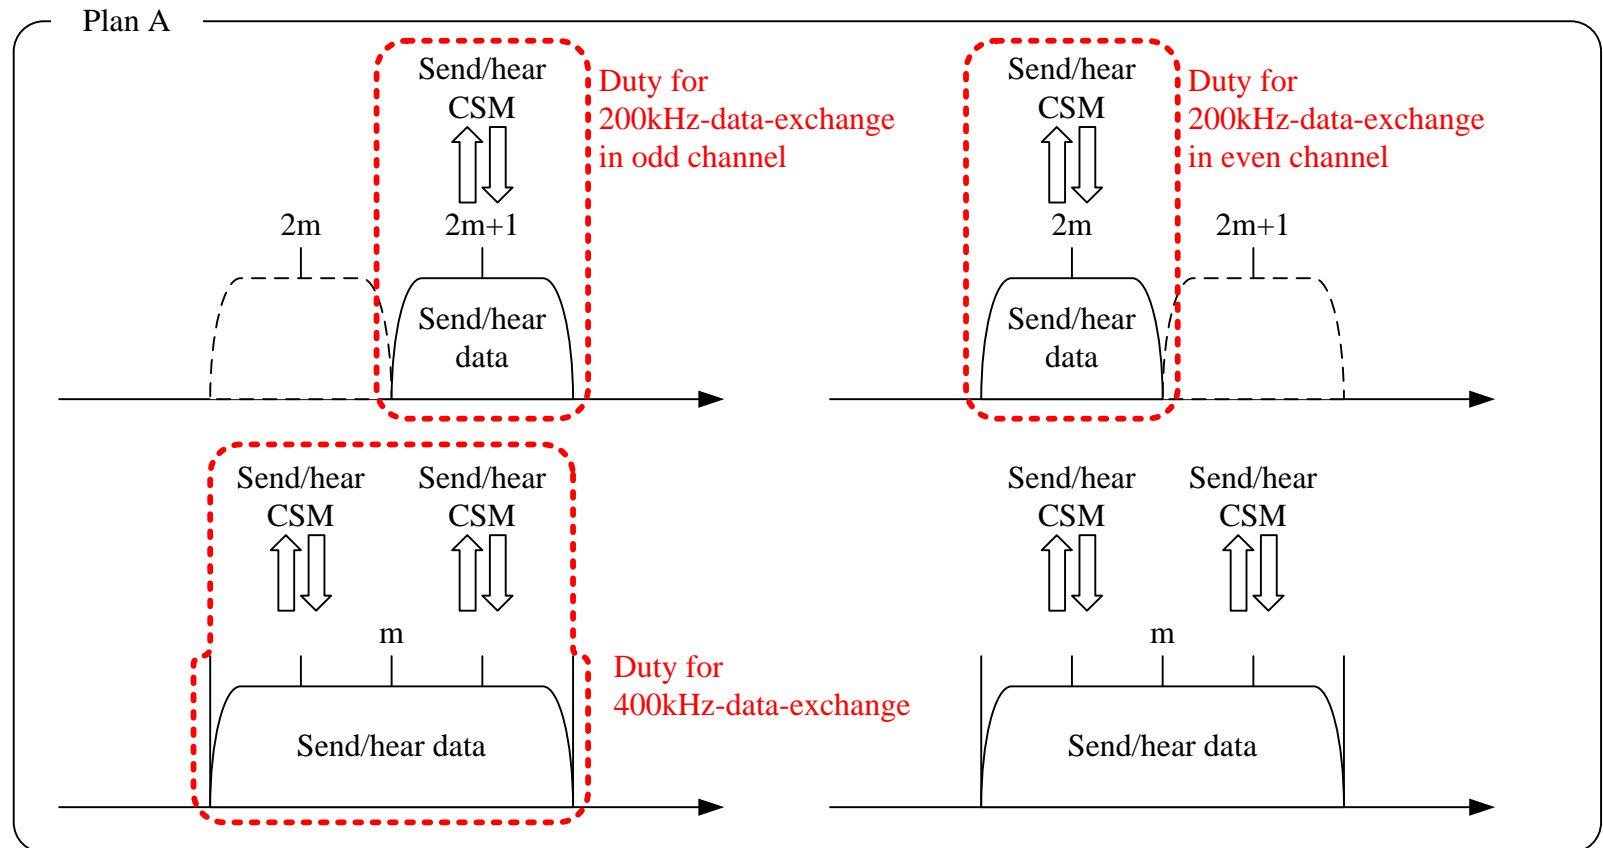 Plan A
Send/hear
CSM
Duty for
200kHz-data-exchange
in odd channel
2m
2m+1
Send/hear
data
Send/hear
CSM
Duty for
200kHz-data-exchange
in even channel
2m
2m+1
Send/hear
data
Send/hear
CSM
Send/hear
CSM
m
Duty for
400kHz-data-exchange
Send/hear data
Send/hear
CSM
Send/hear
CSM
m
Send/hear data